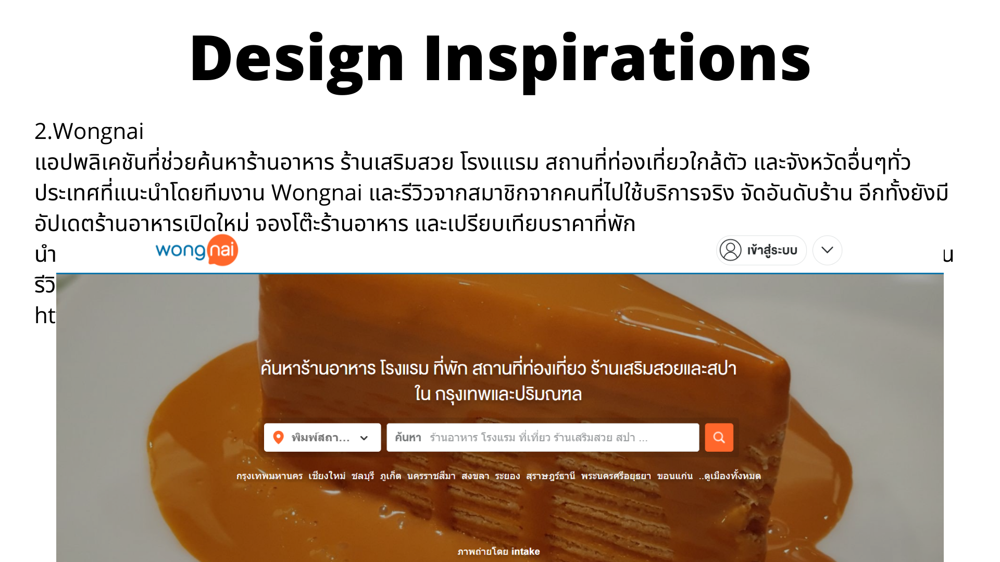 Design Inspirations
2.Wongnai
แอปพลิเคชันที่ช่วยค้นหาร้านอาหาร ร้านเสริมสวย โรงแแรม สถานที่ท่องเที่ยวใกล้ตัว และจังหวัดอื่นๆทั่ว
ประเทศที่แนะนำโดยทีมงาน Wongnai และรีวิวจากสมาชิกจากคนที่ไปใช้บริการจริง จัดอันดับร้าน อีกทั้งยังมี
อัปเดตร้านอาหารเปิดใหม่ จองโต๊ะร้านอาหาร และเปรียบเทียบราคาที่พัก
wongnai
เข้าสู่ระบบ
ค้นหาร้านอาหาร โรงแรม ที่พัก สถานที่ท่องเที่ยว ร้านเสริมสวยและสปา
ใน กรุงเทพและปริมณฑล
พิมพ์สถา...
ค้นหา ร้านอาหาร โรงแรม ที่เที่ยว ร้านเสริมสวย สปา ...
กรุงเทพมหานคร เชียงใหม่ ชลบุรี ภูเก็ต นครราชสีมา สงขลา ระยอง สุราษฎร์ธานี พระนครศรีอยุธยา ขอนแก่น ..ดูเมืองทั้งหมด
ภาพถ่ายโดย intake